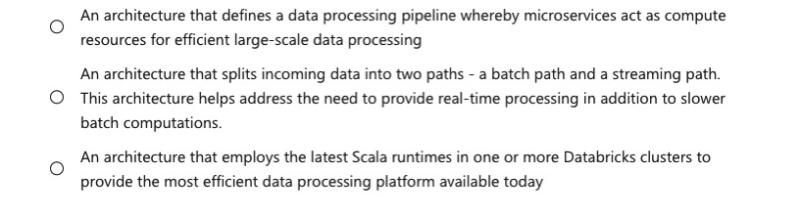 An architecture that defines a data processing pipeline whereby microservices act as compute
resources for efficient large-scale data processing
An architecture that splits incoming data into two paths - a batch path and a streaming path.
This architecture helps address the need to provide real-time processing in addition to slower
batch computations.
An architecture that employs the latest Scala runtimes in one or more Databricks clusters to
provide the most efficient data processing platform available today